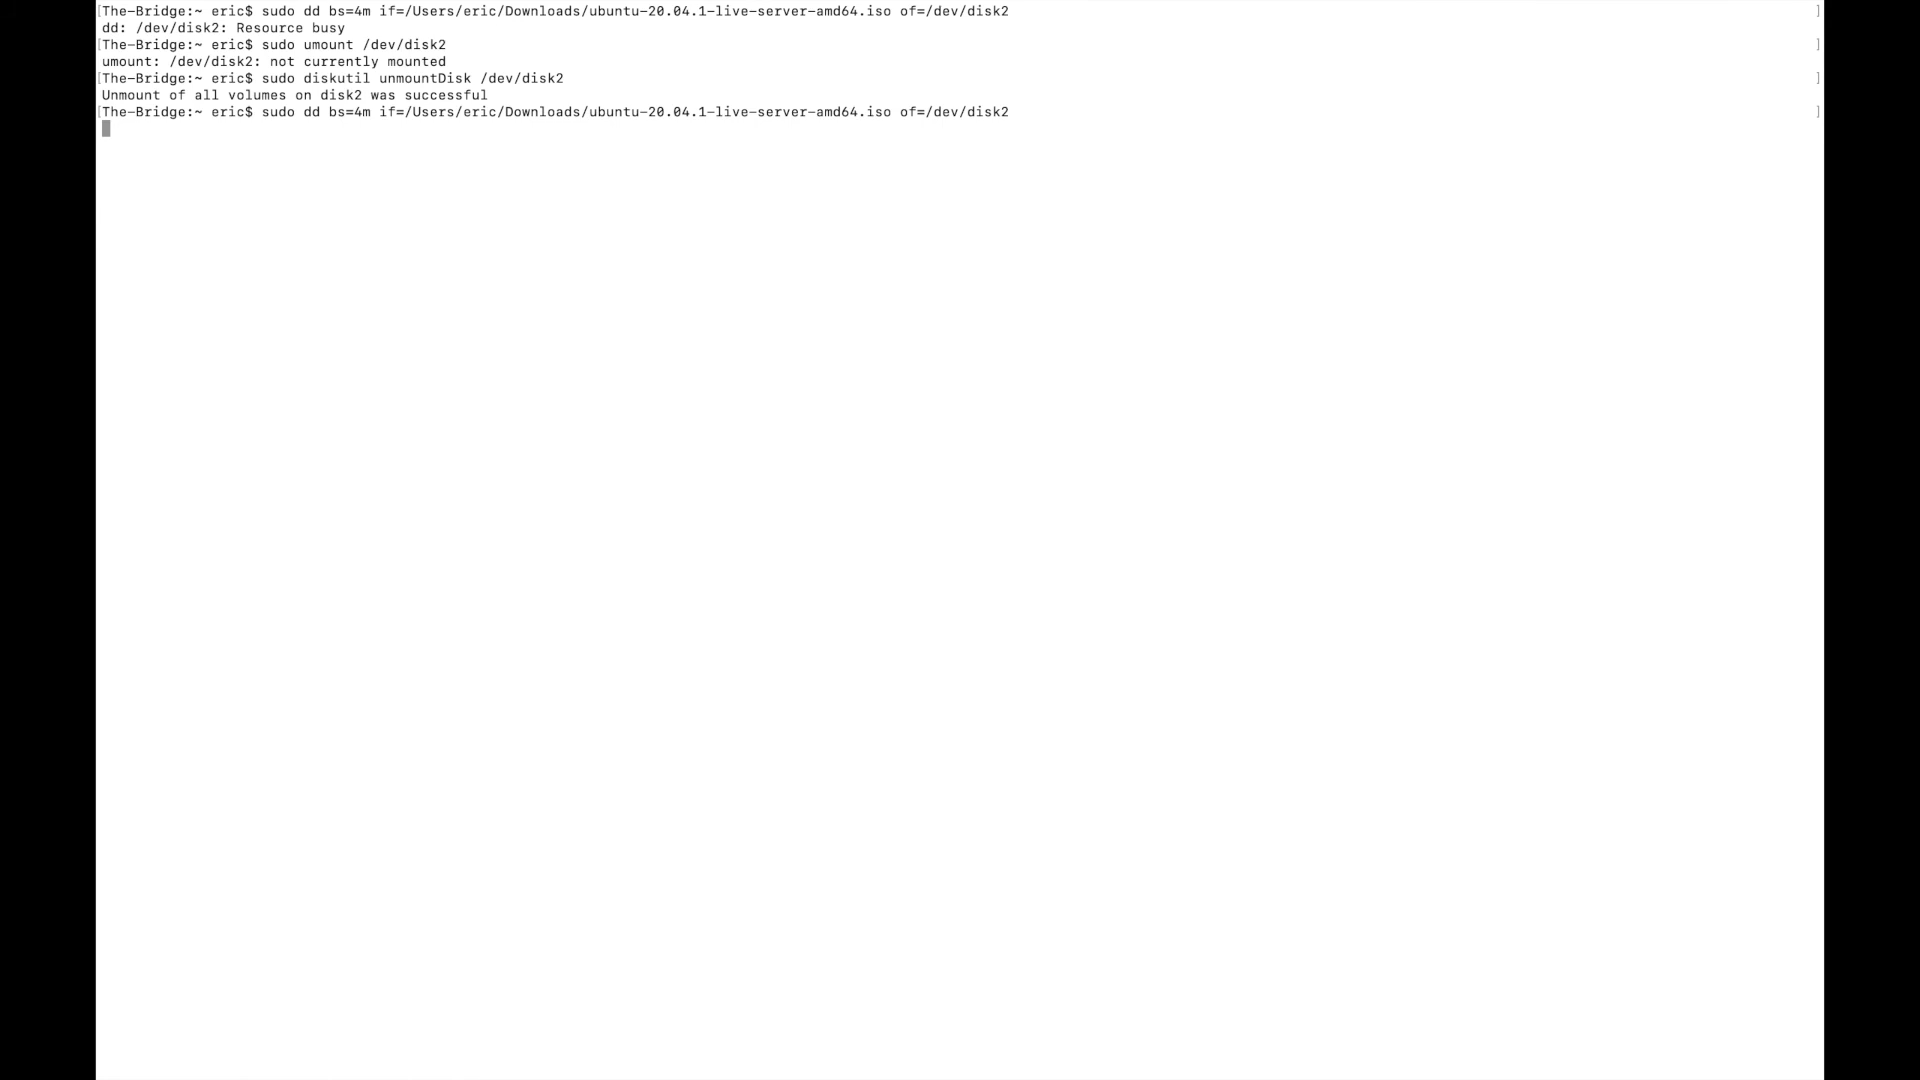 [The-Bridge:~ eric$ sudo dd bs=4m if=/Users/eric/Downloads/ubuntu-20.04.1-live-server-amd64.iso of=/dev/disk2 ]
dd: /dev/disk2: Resource busy
[The-Bridge:~ eric$ sudo umount /dev/disk2 ]
umount: /dev/disk2: not currently mounted
[The-Bridge:~ eric$ sudo diskutil unmountDisk /dev/disk2 ]
Unmount of all volumes on disk2 was successful
[The-Bridge:~ eric$ sudo dd bs=4m if=/Users/eric/Downloads/ubuntu-20.04.1-live-server-amd64.iso of=/dev/disk2 ]